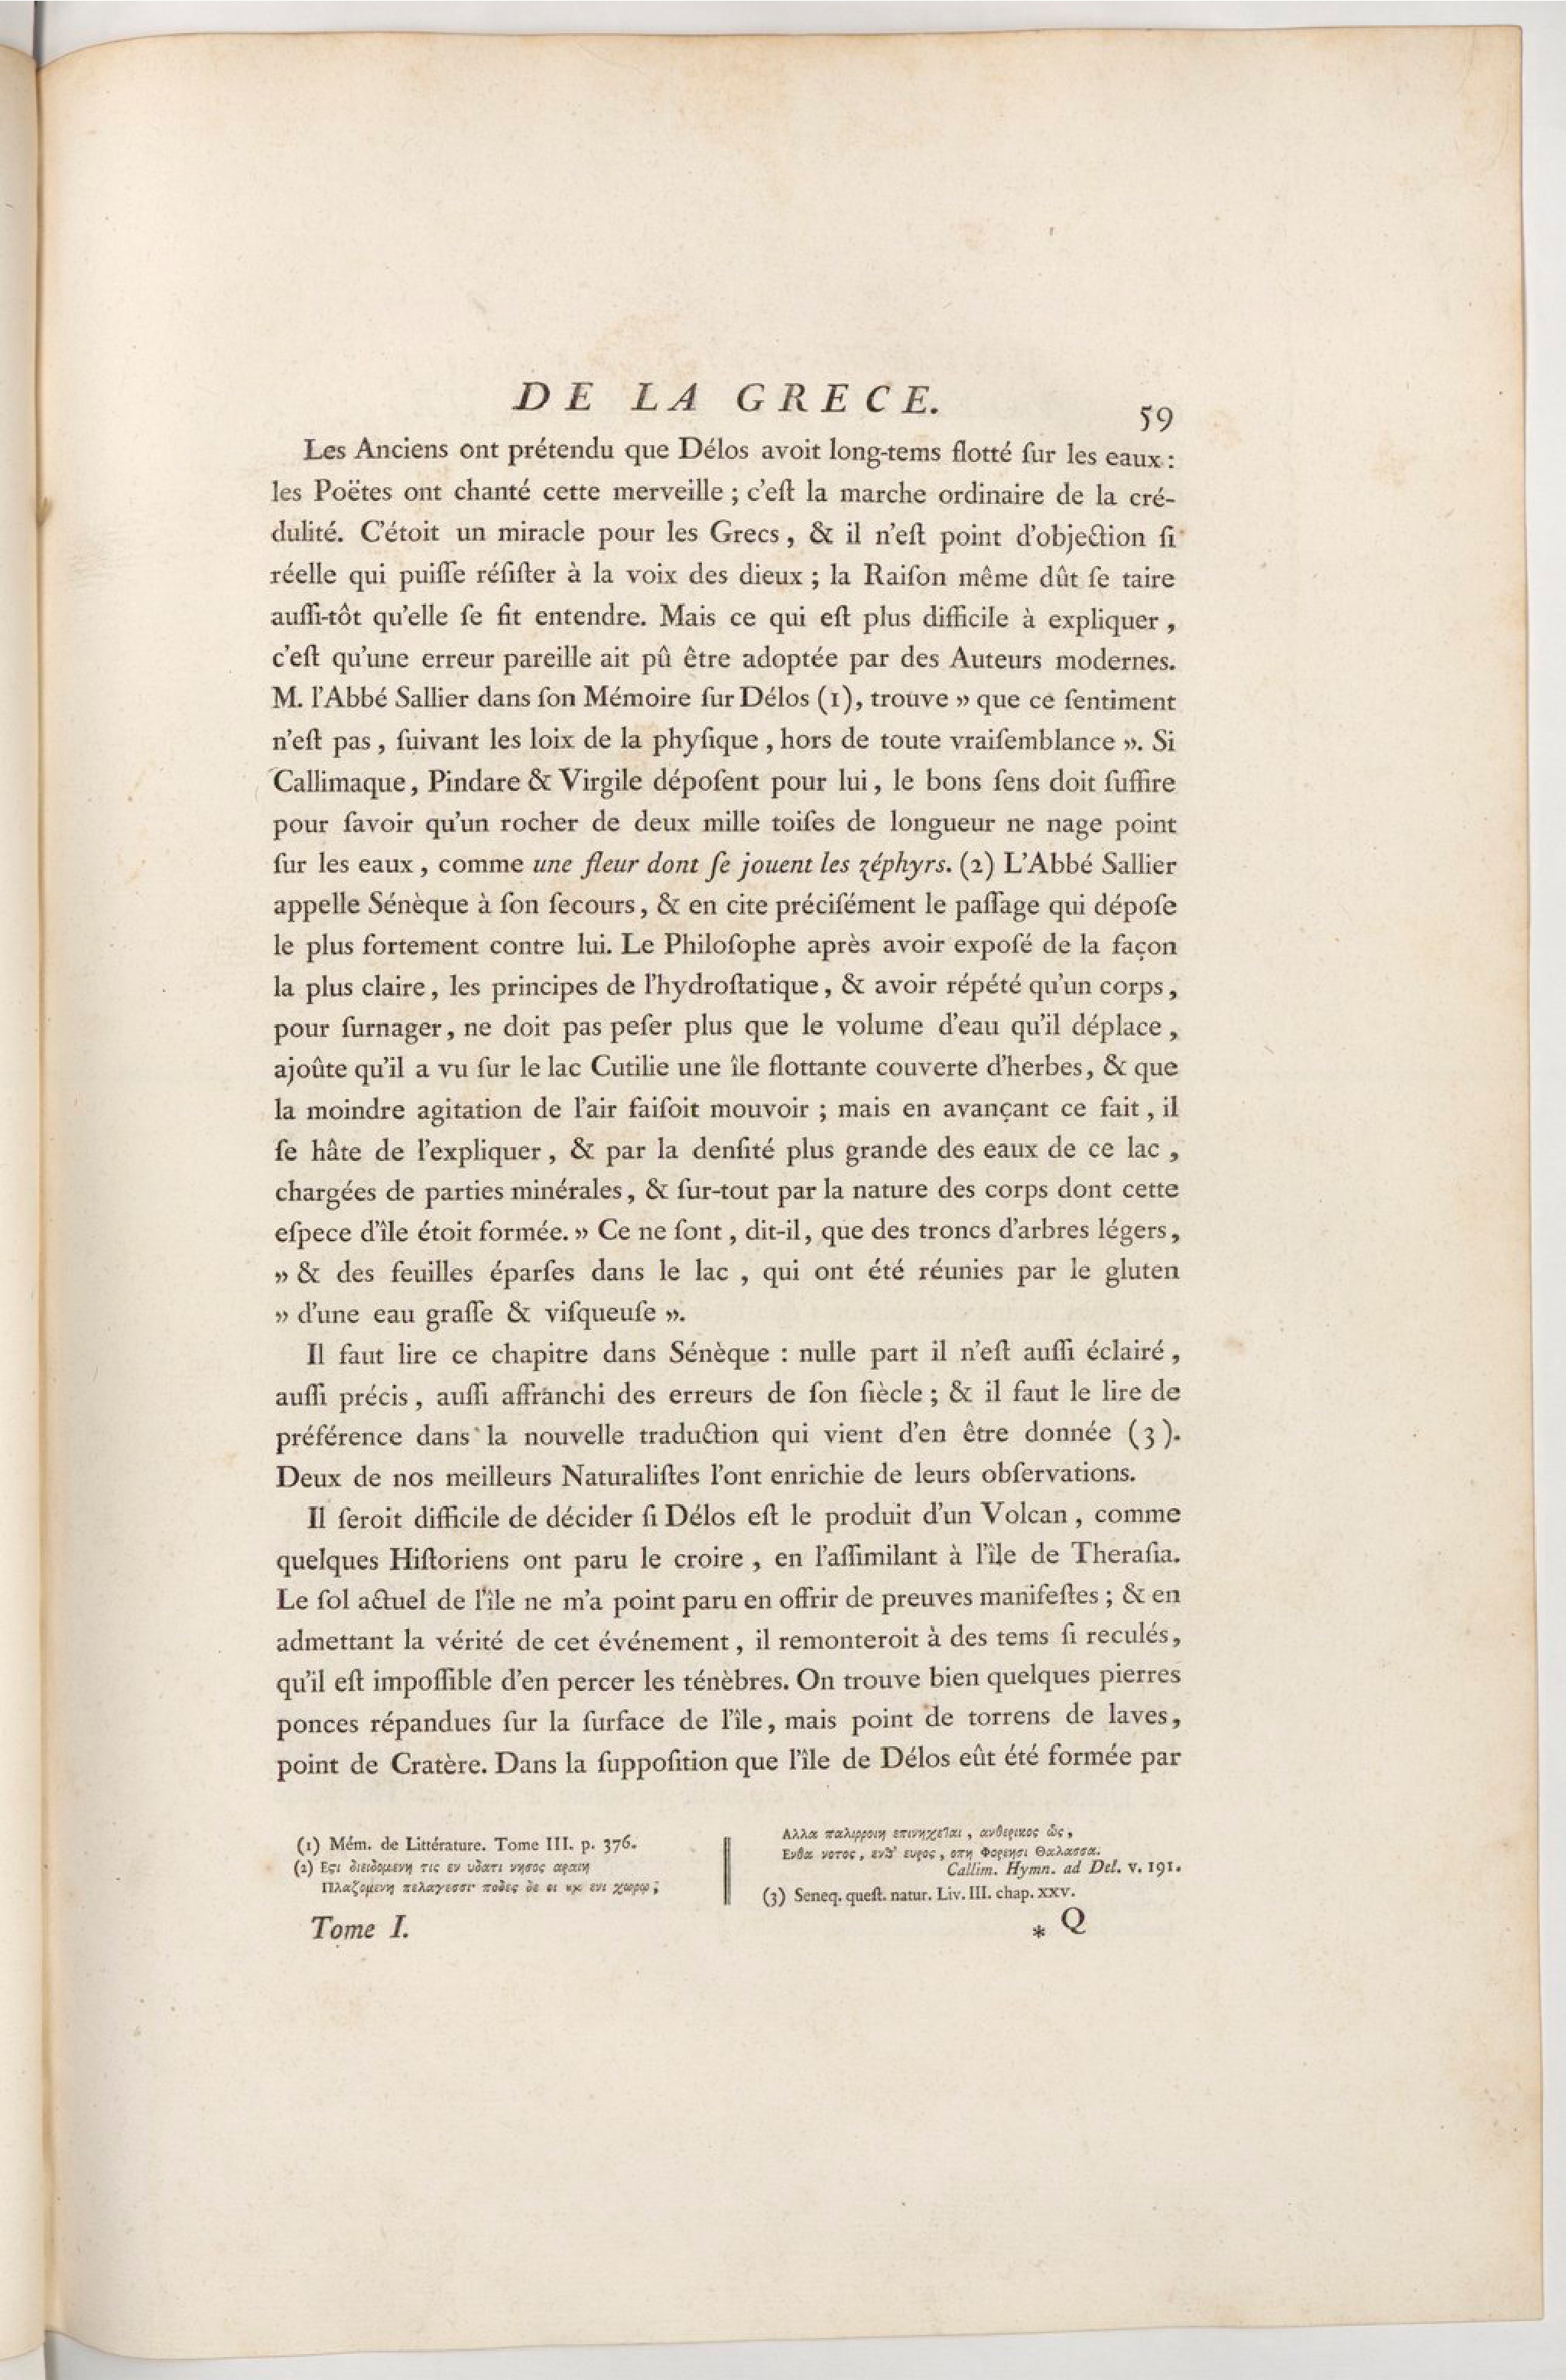 DE LA GRECE.
59
Les Anciens ont prétendu que Délos avoit long-tems flotté ſur les eaux :
les Poëtes ont chanté cette merveille ; c'eſt la marche ordinaire de la cré-
dulité. C'étoit un miracle pour les Grecs, & il n'eſt point d'objection ſi
réelle qui puiſſe réſiſter à la voix des dieux ; la Raiſon même dût ſe taire
auſſi-tôt qu'elle ſe fit entendre. Mais ce qui eſt plus difficile à expliquer,
c'eſt qu'une erreur pareille ait pû être adoptée par des Auteurs modernes.
M. l'Abbé Sallier dans ſon Mémoire ſur Délos (1), trouve » que ce ſentiment
n'eſt pas, ſuivant les loix de la phyſique, hors de toute vraiſemblance ». Si
Callimaque, Pindare & Virgile dépoſent pour lui, le bons ſens doit ſuffire
pour ſavoir qu'un rocher de deux mille toiſes de longueur ne nage point
ſur les eaux, comme une fleur dont ſe jouent les zéphyrs. (2) L'Abbé Sallier
appelle Sénèque à ſon ſecours, & en cite préciſément le paſſage qui dépoſe
le plus fortement contre lui. Le Philoſophe après avoir expoſé de la façon
la plus claire, les principes de l'hydroſtatique, & avoir répété qu'un corps,
pour ſurnager, ne doit pas peſer plus que le volume d'eau qu'il déplace,
ajoûte qu'il a vu ſur le lac Cutilie une île flottante couverte d'herbes, & que
la moindre agitation de l'air faiſoit mouvoir ; mais en avançant ce fait, il
ſe hâte de l'expliquer, & par la denſité plus grande des eaux de ce lac,
chargées de parties minérales, & ſur-tout par la nature des corps dont cette
eſpece d'île étoit formée. » Ce ne ſont, dit-il, que des troncs d'arbres légers,
» & des feuilles éparſes dans le lac, qui ont été réunies par le gluten
» d'une eau graſſe & viſqueuſe ».
Il faut lire ce chapitre dans Sénèque : nulle part il n'eſt auſſi éclairé,
auſſi précis, auſſi affranchi des erreurs de ſon ſiècle ; & il faut le lire de
préférence dans la nouvelle traduction qui vient d'en être donnée (3).
Deux de nos meilleurs Naturaliſtes l'ont enrichie de leurs obſervations.
Il ſeroit difficile de décider ſi Délos eſt le produit d'un Volcan, comme
quelques Hiſtoriens ont paru le croire, en l'aſſimilant à l'île de Theraſia.
Le ſol actuel de l'île ne m'a point paru en offrir de preuves manifeſtes ; & en
admettant la vérité de cet événement, il remonteroit à des tems ſi reculés,
qu'il eſt impoſſible d'en percer les ténèbres. On trouve bien quelques pierres
ponces répandues ſur la ſurface de l'île, mais point de torrens de laves,
point de Cratère. Dans la ſuppoſition que l'île de Délos eût été formée par
(1) Mém. de Littérature. Tome III. p. 376.
(2) Εϛι διειδομενη τις εν υδατι νησος αραιη
Πλαζομενη πελαγεσσι· ποδες δε οι ȣκ ενι χωρῳ ;
Αλλα παλιρροιη επινηχεται, ανθερικος ὣς,
Ενθα νοτος, ενθ' ευρος, οπη Φορεησι Θαλασσα.
Callim. Hymn. ad Del. v. 191.
(3) Seneq. queſt. natur. Liv. III. chap. xxv.
Tome I.
* Q